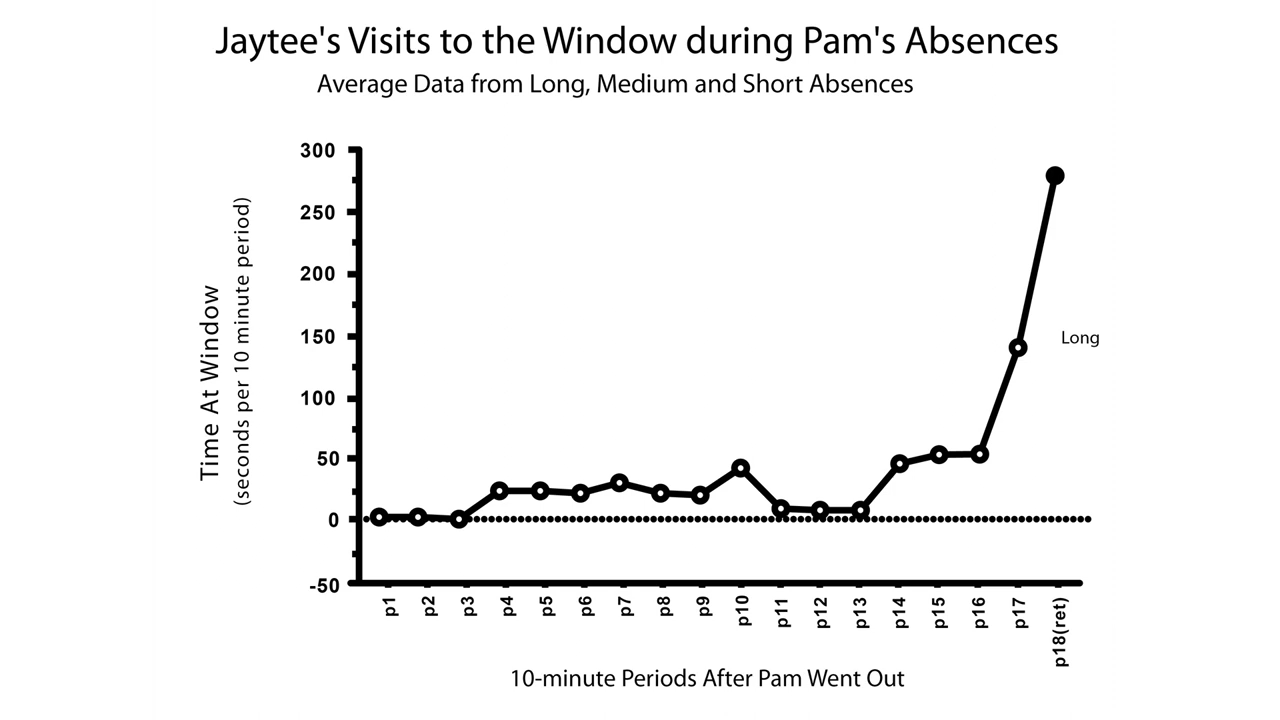 Jaytee's Visits to the Window during Pam's Absences
Average Data from Long, Medium and Short Absences
Time At Window
(seconds per 10 minute period)
300
250
200
150
100
50
0
-50
Long
p1
p2
p3
p4
p5
p6
p7
p8
p9
p10
p11
p12
p13
p14
p15
p16
p17
p18(ret)
10-minute Periods After Pam Went Out